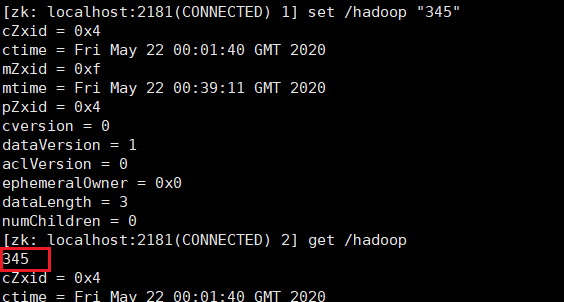 [zk: localhost:2181(CONNECTED) 1] set /hadoop "345"
cZxid = 0x4
ctime = Fri May 22 00:01:40 GMT 2020
mZxid = 0xf
mtime = Fri May 22 00:39:11 GMT 2020
pZxid = 0x4
cversion = 0
dataVersion = 1
aclVersion = 0
ephemeralOwner = 0x0
dataLength = 3
numChildren = 0
[zk: localhost:2181(CONNECTED) 2] get /hadoop
345
cZxid = 0x4
ctime = Fri May 22 00:01:40 GMT 2020